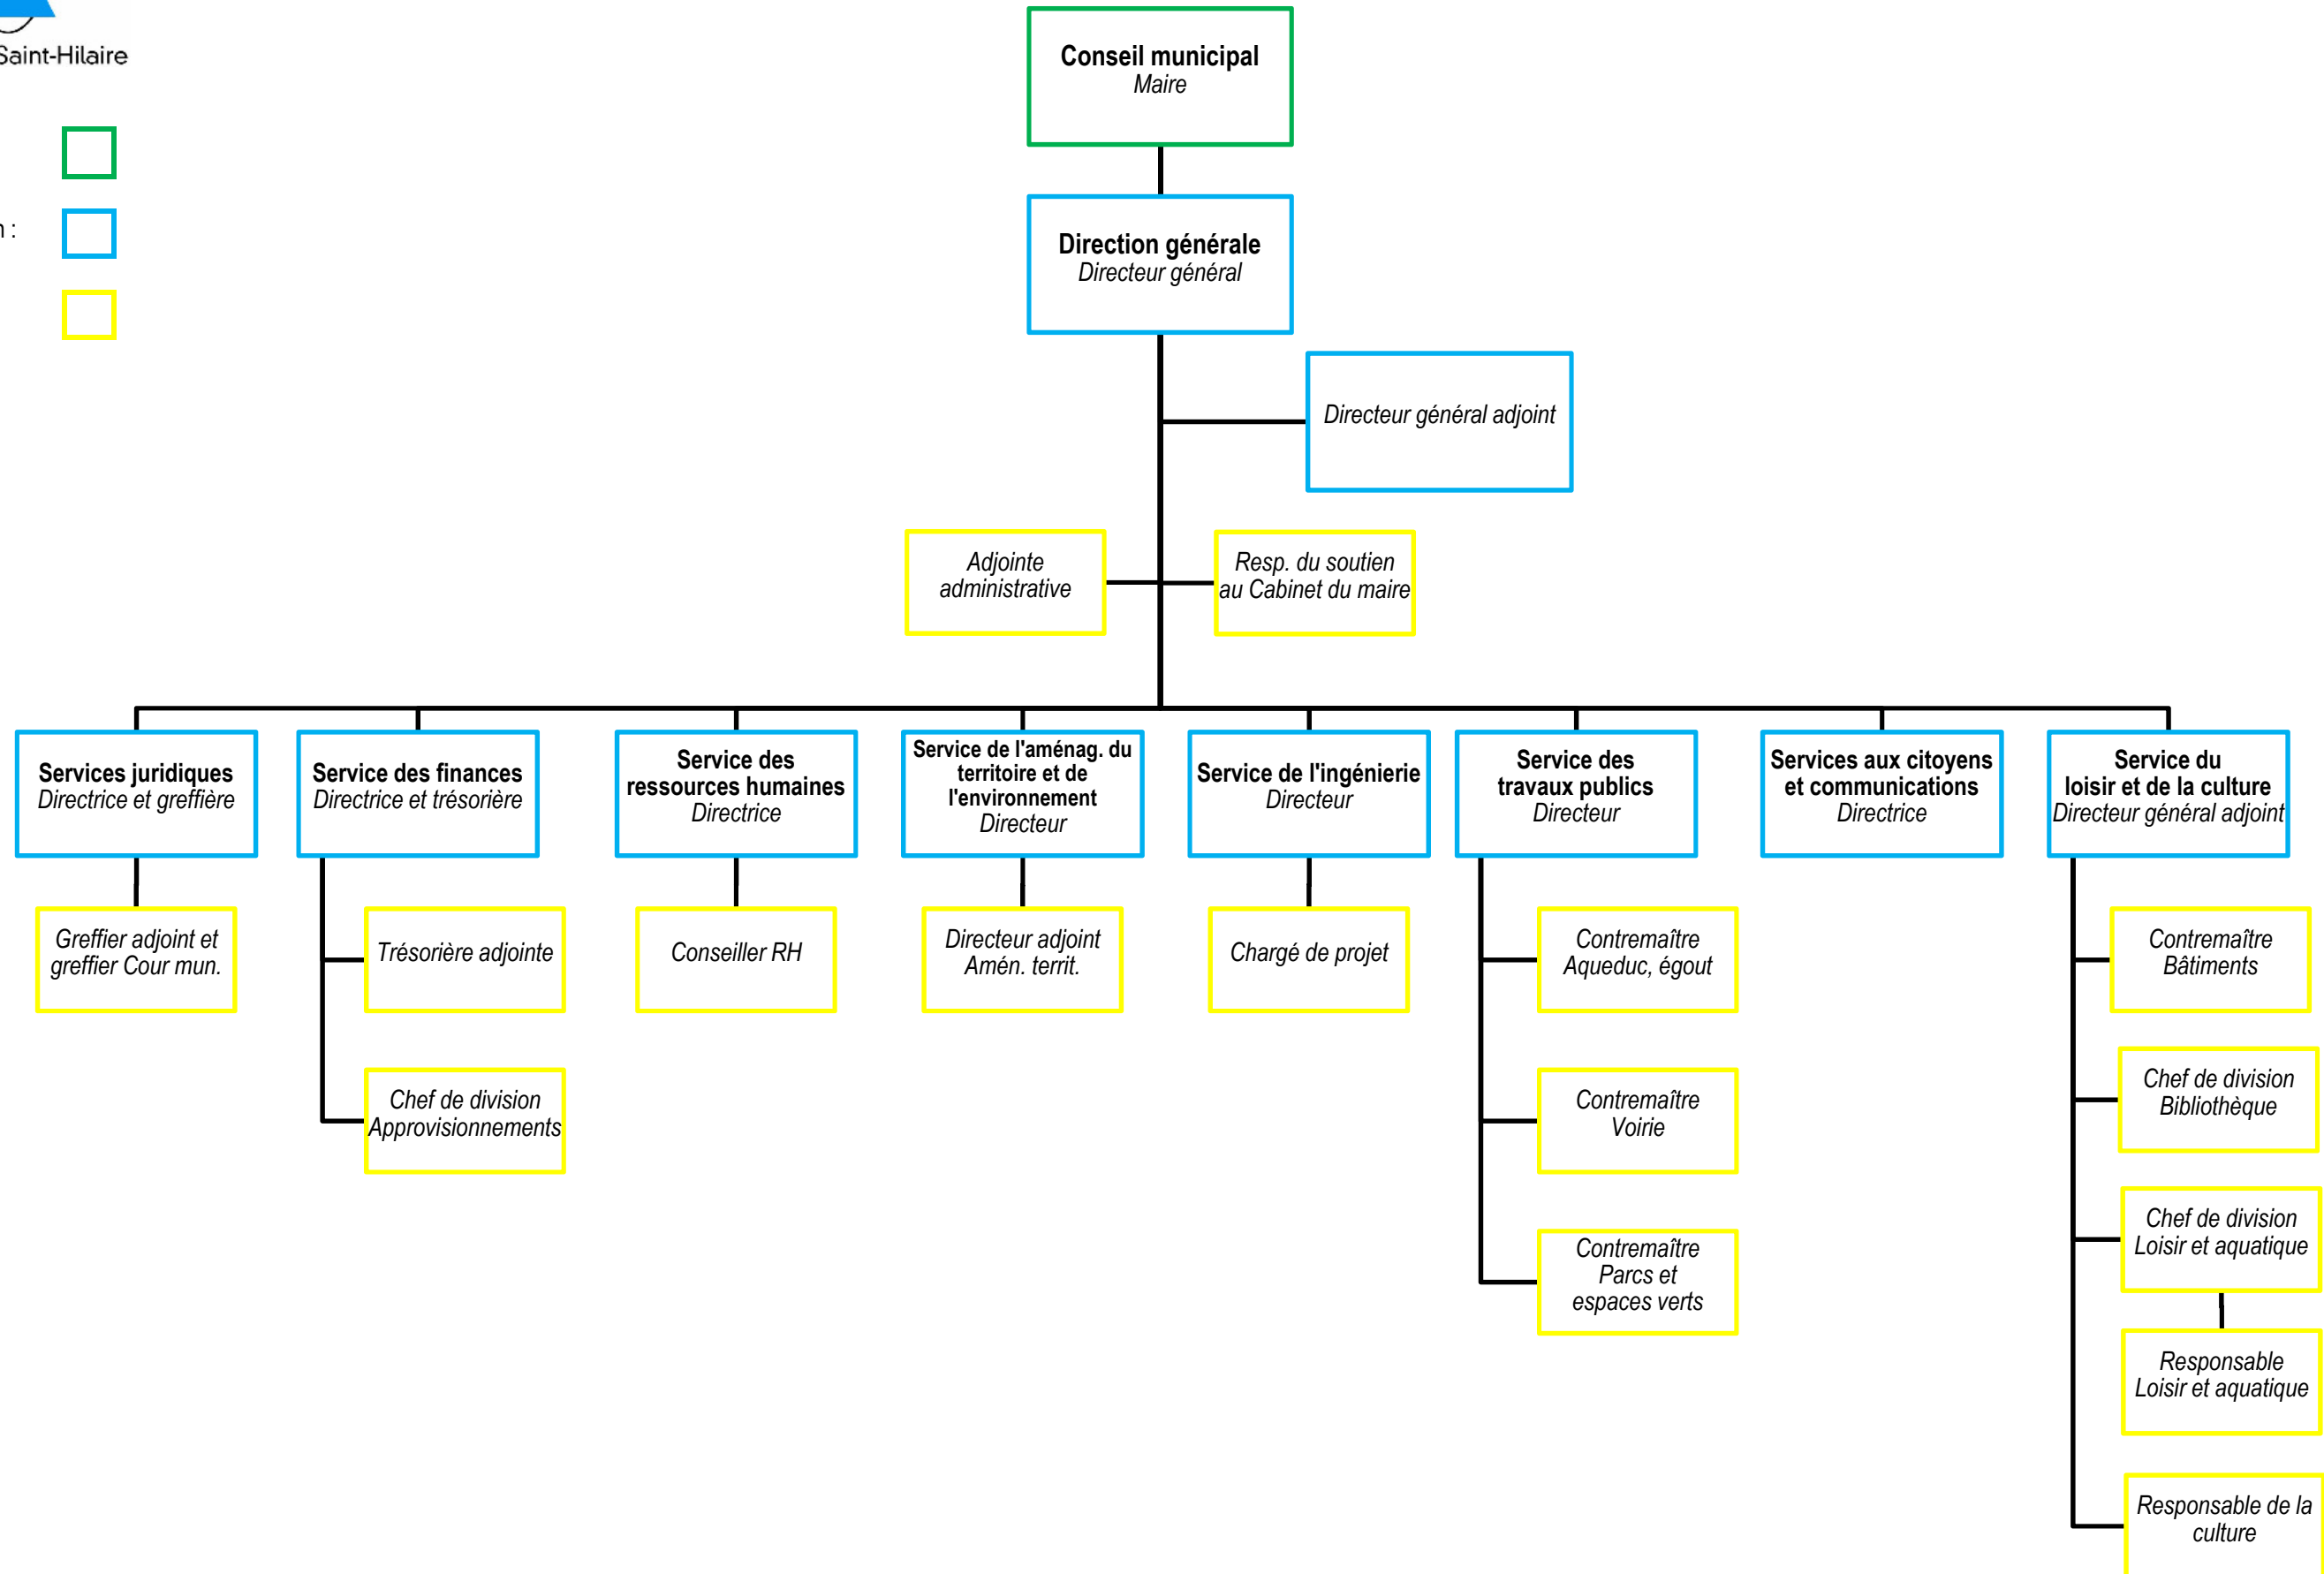 Saint-Hilaire
Conseil municipal
Maire
:
Direction générale
Directeur général
Directeur général adjoint
Adjointe
administrative
Resp. du soutien
au Cabinet du maire
Services juridiques
Directrice et greffière
Service des finances
Directrice et trésorière
Service des
ressources humaines
Directrice
Service de l'aménag. du
territoire et de
l'environnement
Directeur
Service de l'ingénierie
Directeur
Service des
travaux publics
Directeur
Services aux citoyens
et communications
Directrice
Service du
loisir et de la culture
Directeur général adjoint
Greffier adjoint et
greffier Cour mun.
Trésorière adjointe
Chef de division
Approvisionnements
Conseiller RH
Directeur adjoint
Amén. territ.
Chargé de projet
Contremaître
Aqueduc, égout
Contremaître
Voirie
Contremaître
Parcs et
espaces verts
Contremaître
Bâtiments
Chef de division
Bibliothèque
Chef de division
Loisir et aquatique
Responsable
Loisir et aquatique
Responsable de la
culture